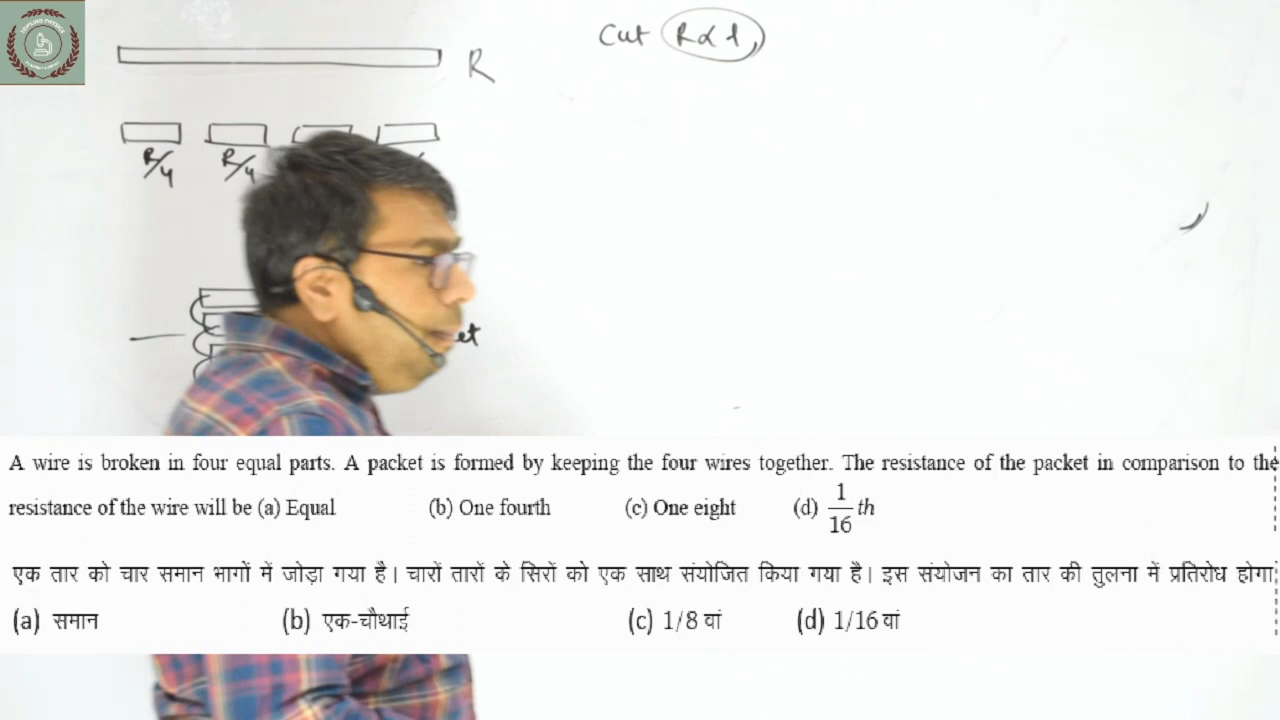 Cut R∝l,
R
R/4 R/4
et
A wire is broken in four equal parts. A packet is formed by keeping the four wires together. The resistance of the packet in comparison to the
resistance of the wire will be (a) Equal (b) One fourth (c) One eight (d) 1/16 th
एक तार को चार समान भागों में जोड़ा गया है। चारों तारों के सिरों को एक साथ संयोजित किया गया है। इस संयोजन का तार की तुलना में प्रतिरोध होगा
(a) समान (b) एक-चौथाई (c) 1/8 वां (d) 1/16 वां